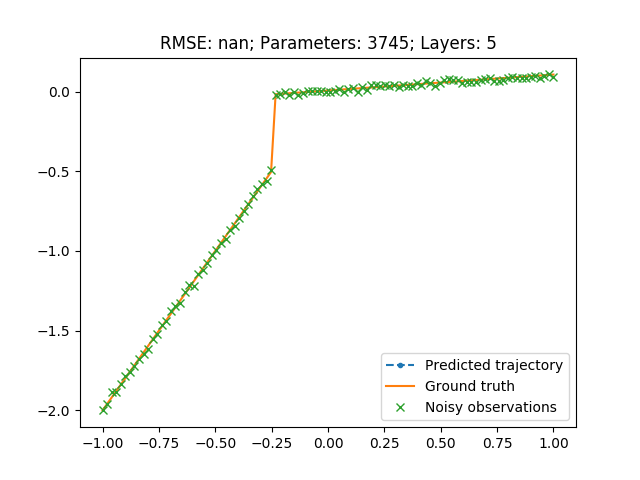 RMSE: nan; Parameters: 3745; Layers: 5
0.0
−0.5
−1.0
−1.5
−2.0
Predicted trajectory
Ground truth
Noisy observations
−1.00 −0.75 −0.50 −0.25 0.00 0.25 0.50 0.75 1.00